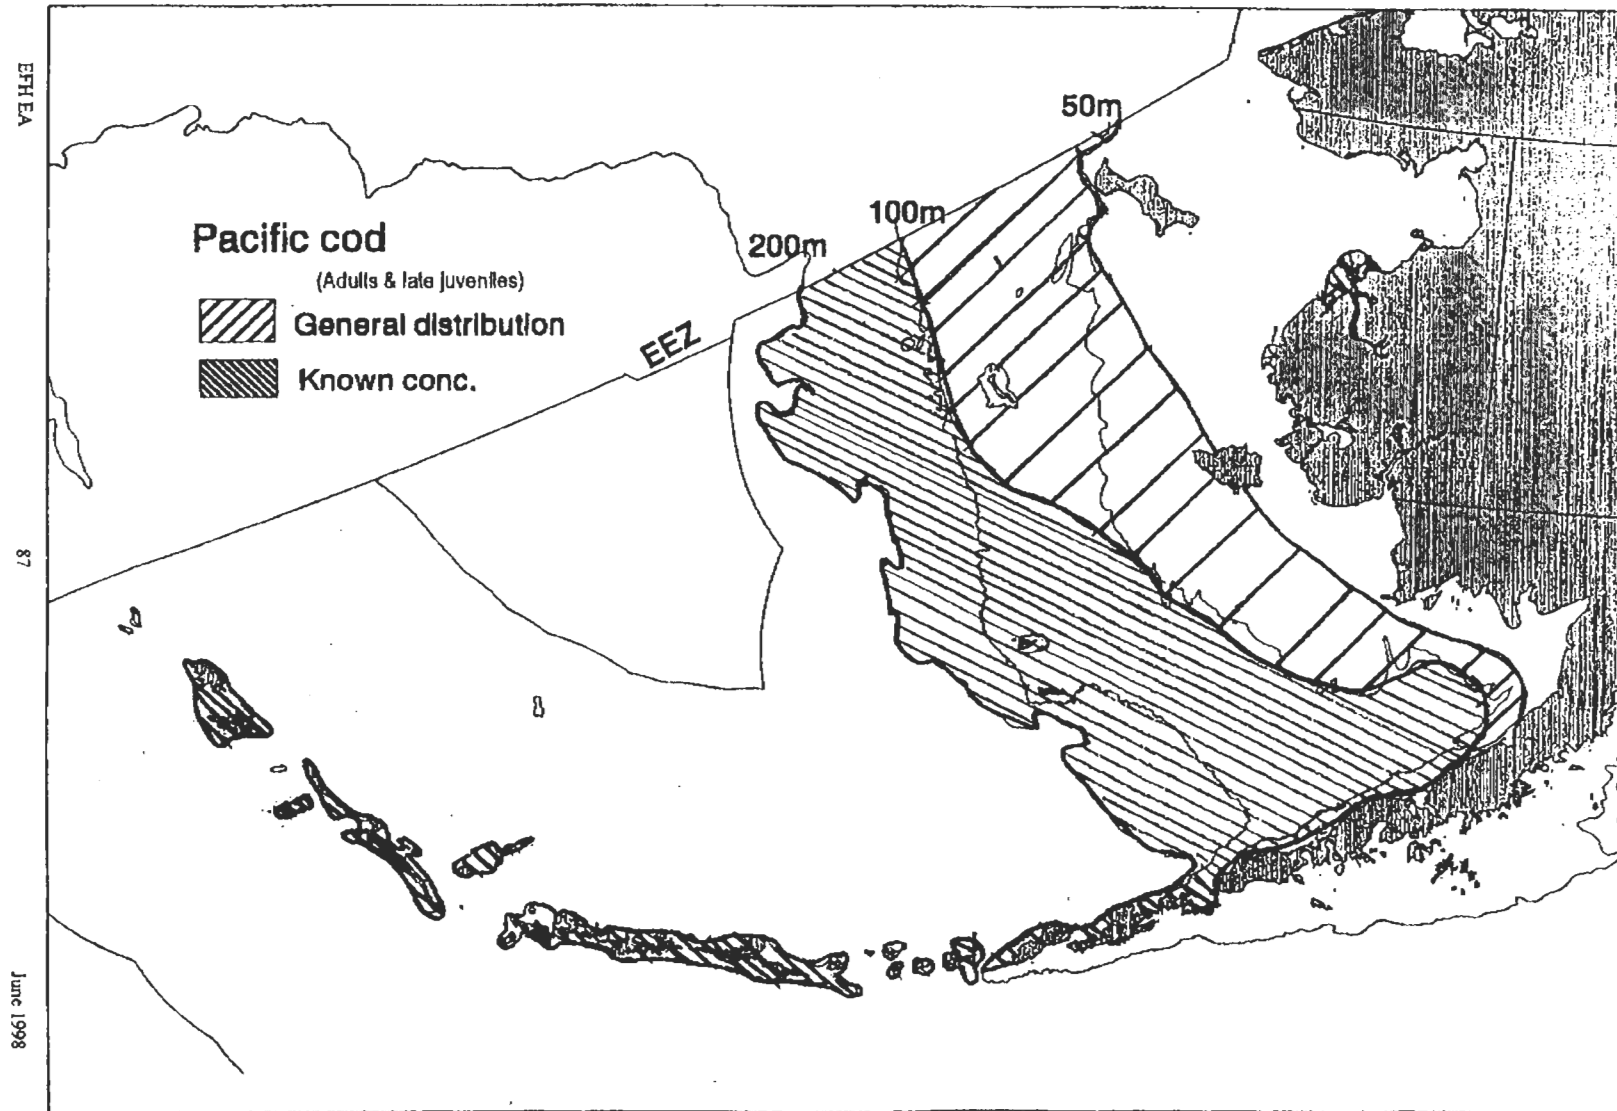 EFH EA
87
June 1998
50m
100m
200m
EEZ
Pacific cod
(Adults & late juveniles)
General distribution
Known conc.